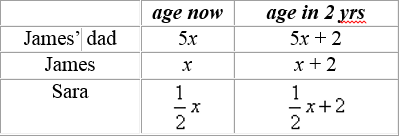 age now age in 2 yrs
James' dad 5x 5x + 2
James x x + 2
Sara 1/2 x 1/2 x+2